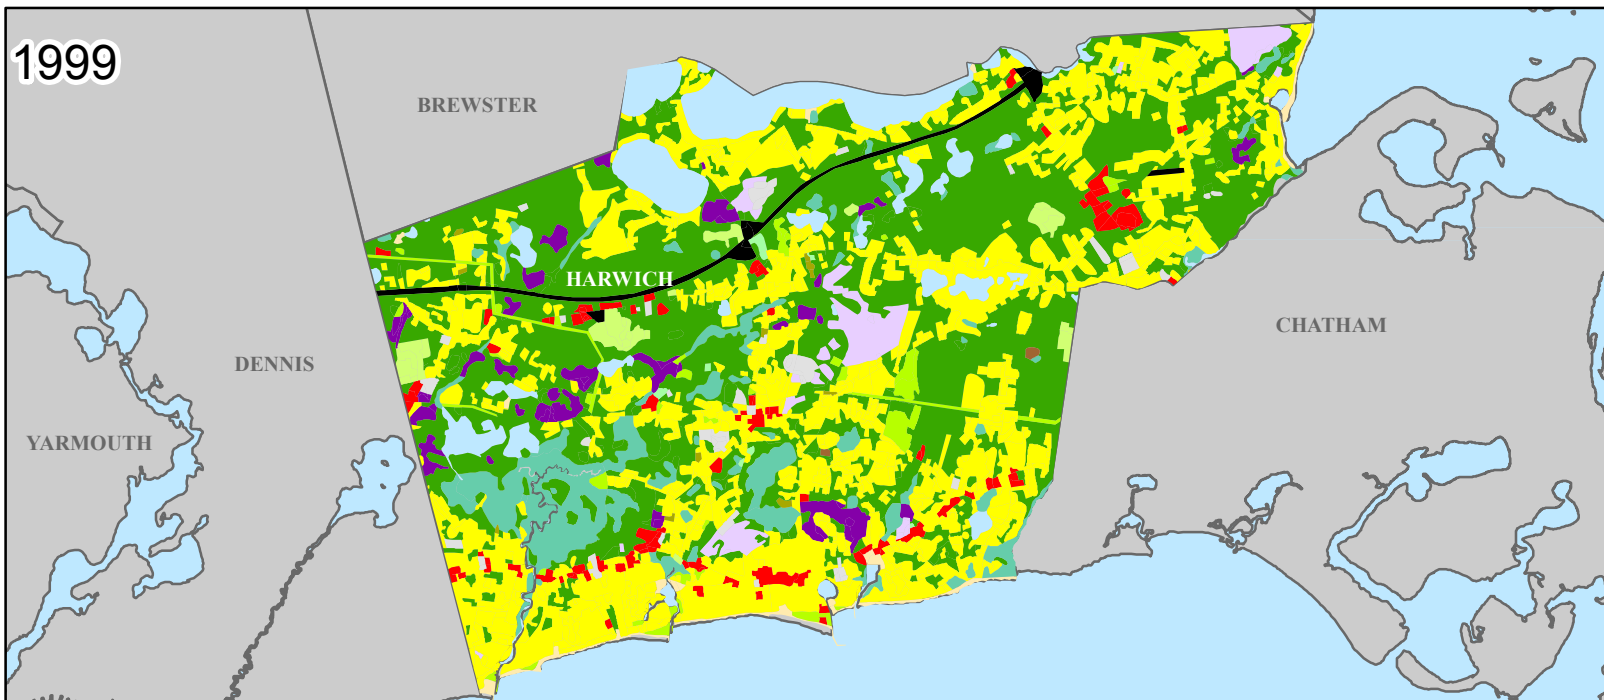 1999
BREWSTER
HARWICH
CHATHAM
DENNIS
YARMOUTH